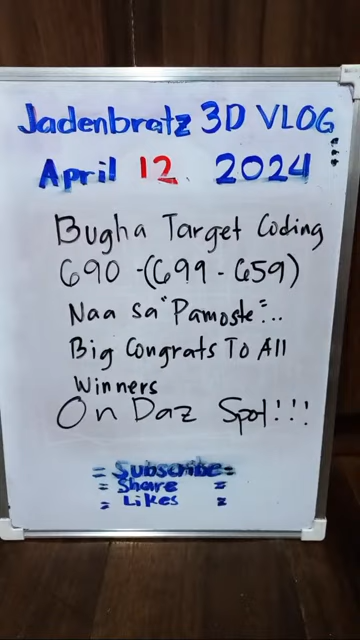 Jadenbratz 3D VLOG
April 12 2024
Bugha Target Coding
690 -(699 - 659)
Naa sa "Pamoste"...
Big Congrats To All
Winners
On Daz Spot!!!
= Subscribe =
= Share =
= Likes =